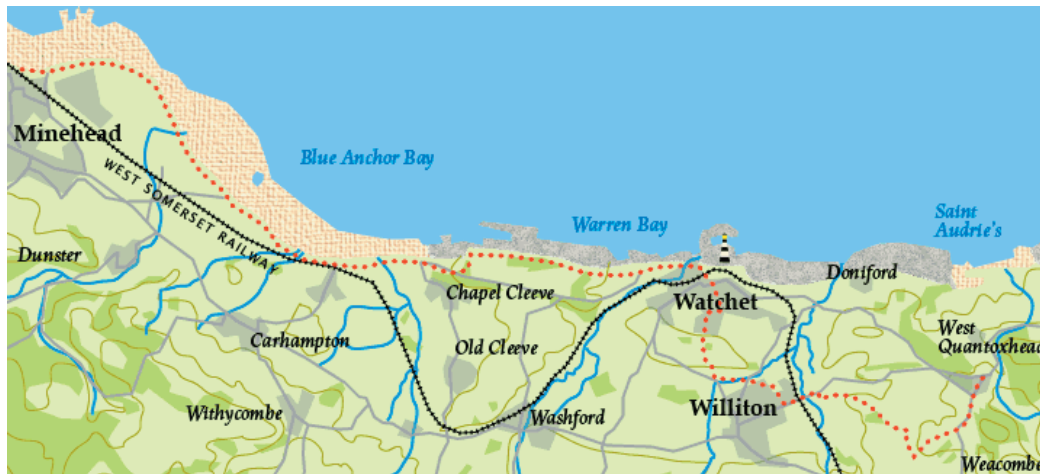 Minehead
WEST SOMERSET RAILWAY
Blue Anchor Bay
Warren Bay
Saint
Audrie's
Dunster
Doniford
Chapel Cleeve
Watchet
Carhampton
Old Cleeve
West
Quantoxhead
Withycombe
Washford
Williton
Weacombe